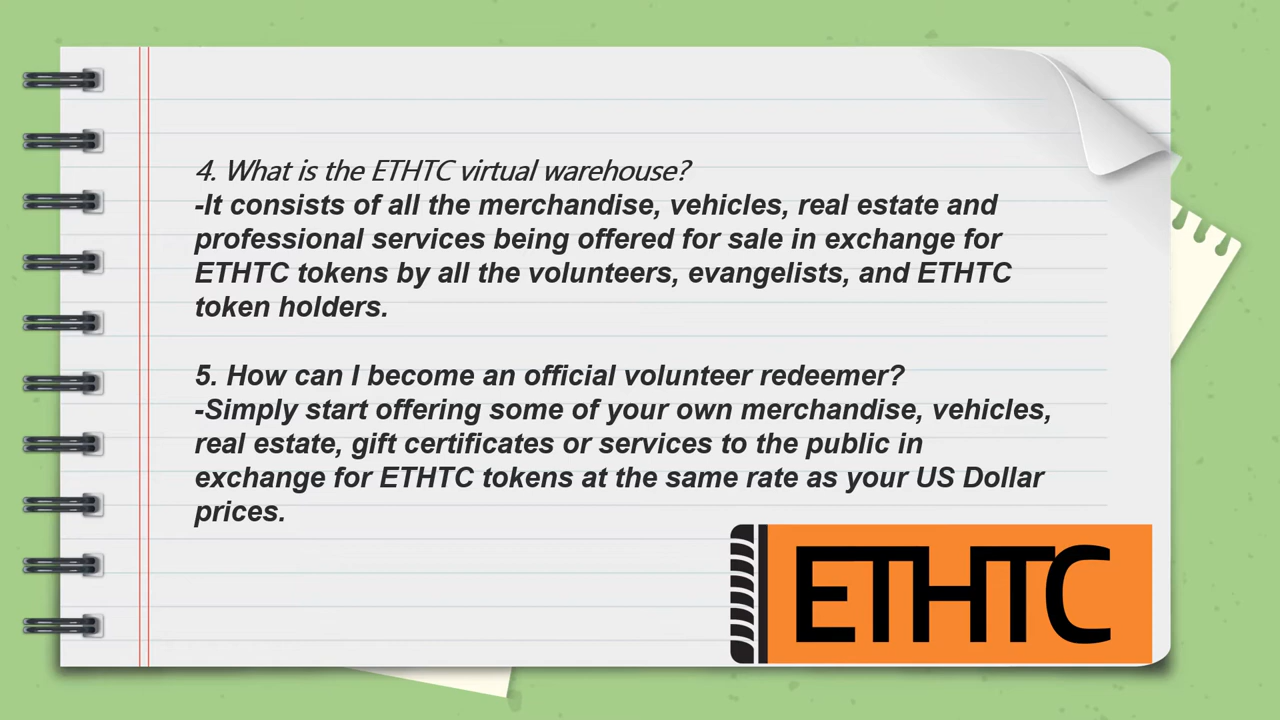 4. What is the ETHTC virtual warehouse?
-It consists of all the merchandise, vehicles, real estate and
professional services being offered for sale in exchange for
ETHTC tokens by all the volunteers, evangelists, and ETHTC
token holders.
5. How can I become an official volunteer redeemer?
-Simply start offering some of your own merchandise, vehicles,
real estate, gift certificates or services to the public in
exchange for ETHTC tokens at the same rate as your US Dollar
prices.
ETHTC